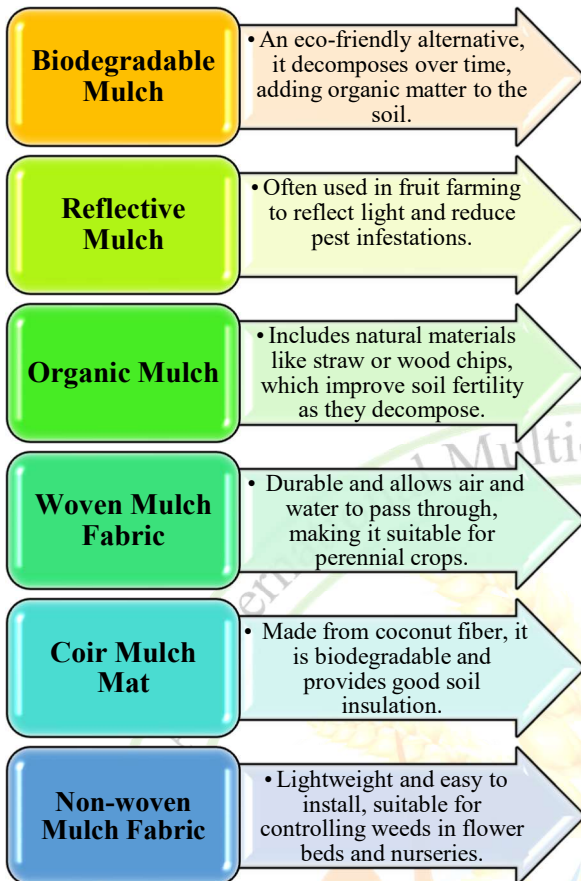 Biodegradable
Mulch
• An eco-friendly alternative,
it decomposes over time,
adding organic matter to the
soil.
Reflective
Mulch
• Often used in fruit farming
to reflect light and reduce
pest infestations.
Organic Mulch
• Includes natural materials
like straw or wood chips,
which improve soil fertility
as they decompose.
Woven Mulch
Fabric
• Durable and allows air and
water to pass through,
making it suitable for
perennial crops.
Coir Mulch
Mat
• Made from coconut fiber, it
is biodegradable and
provides good soil
insulation.
Non-woven
Mulch Fabric
• Lightweight and easy to
install, suitable for
controlling weeds in flower
beds and nurseries.